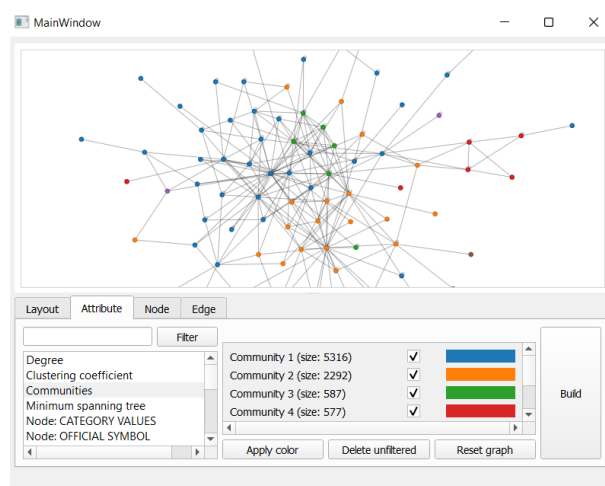 MainWindow
Layout Attribute Node Edge
Filter
Degree
Clustering coefficient
Communities
Minimum spanning tree
Node: CATEGORY VALUES
Node: OFFICIAL SYMBOL
Community 1 (size: 5316)
Community 2 (size: 2292)
Community 3 (size: 587)
Community 4 (size: 577)
Apply color Delete unfiltered Reset graph
Build